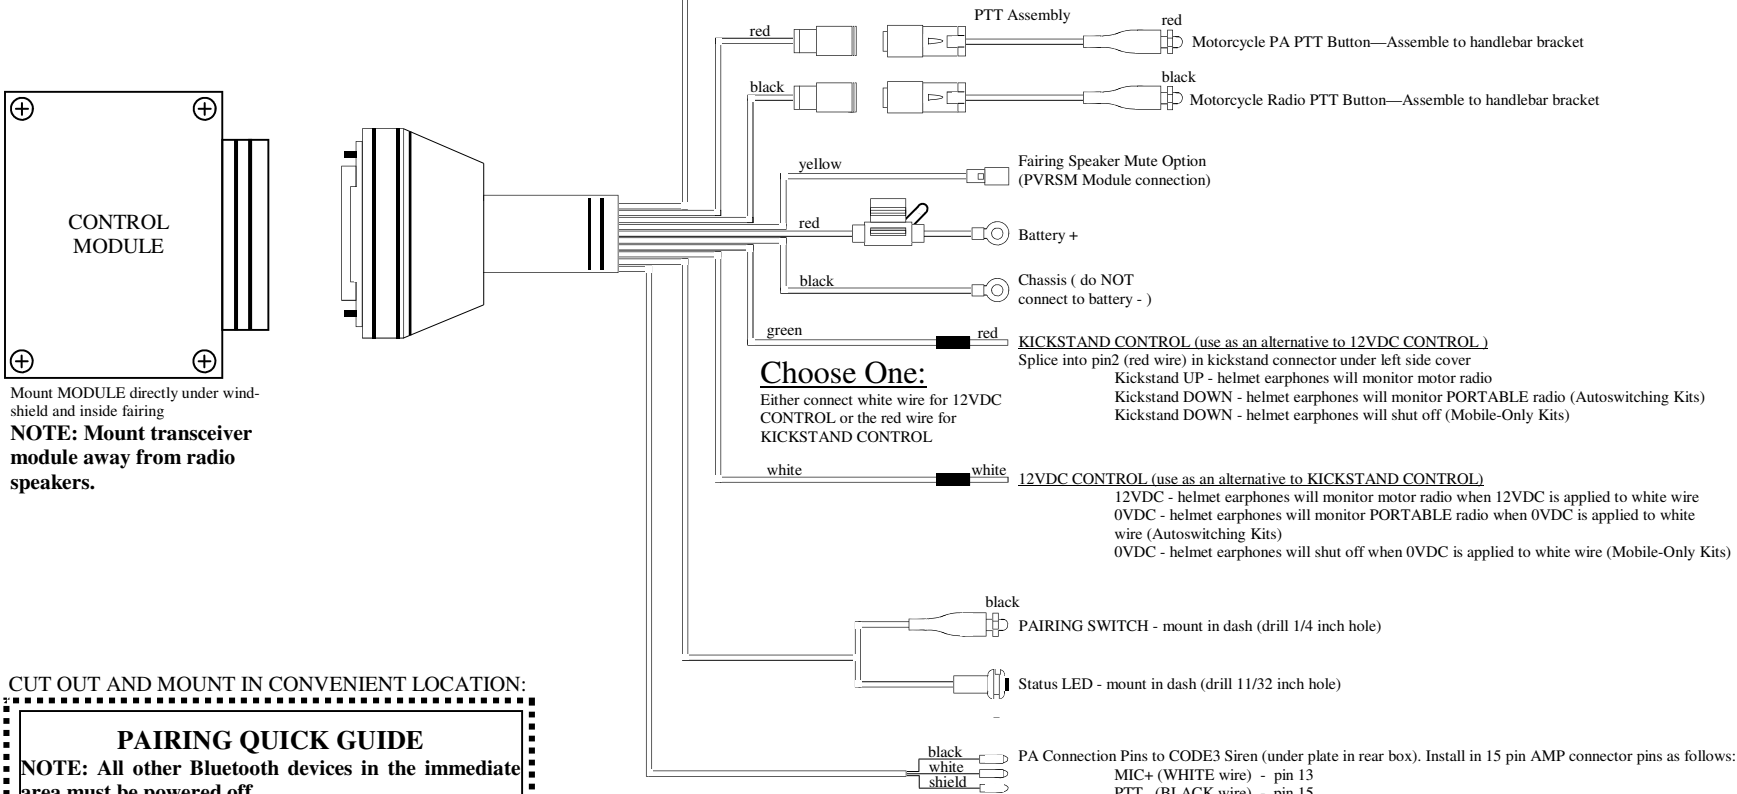 PTT Assembly
red
red
Motorcycle PA PTT Button—Assemble to handlebar bracket
black
black
Motorcycle Radio PTT Button—Assemble to handlebar bracket
yellow
Fairing Speaker Mute Option
(PVRSM Module connection)
red
Battery +
black
Chassis ( do NOT
connect to battery - )
CONTROL
MODULE
Mount MODULE directly under wind-
shield and inside fairing
NOTE: Mount transceiver
module away from radio
speakers.
green
red
KICKSTAND CONTROL (use as an alternative to 12VDC CONTROL )
Splice into pin2 (red wire) in kickstand connector under left side cover
Kickstand UP - helmet earphones will monitor motor radio
Kickstand DOWN - helmet earphones will monitor PORTABLE radio (Autoswitching Kits)
Kickstand DOWN - helmet earphones will shut off (Mobile-Only Kits)
Choose One:
Either connect white wire for 12VDC
CONTROL or the red wire for
KICKSTAND CONTROL
white
white
12VDC CONTROL (use as an alternative to KICKSTAND CONTROL)
12VDC - helmet earphones will monitor motor radio when 12VDC is applied to white wire
0VDC - helmet earphones will monitor PORTABLE radio when 0VDC is applied to white
wire (Autoswitching Kits)
0VDC - helmet earphones will shut off when 0VDC is applied to white wire (Mobile-Only Kits)
black
PAIRING SWITCH - mount in dash (drill 1/4 inch hole)
Status LED - mount in dash (drill 11/32 inch hole)
CUT OUT AND MOUNT IN CONVENIENT LOCATION:
PAIRING QUICK GUIDE
NOTE: All other Bluetooth devices in the immediate
area must be powered off
black
white
shield
PA Connection Pins to CODE3 Siren (under plate in rear box). Install in 15 pin AMP connector pins as follows:
MIC+ (WHITE wire) - pin 13
PTT (BLACK wire) - pin 15